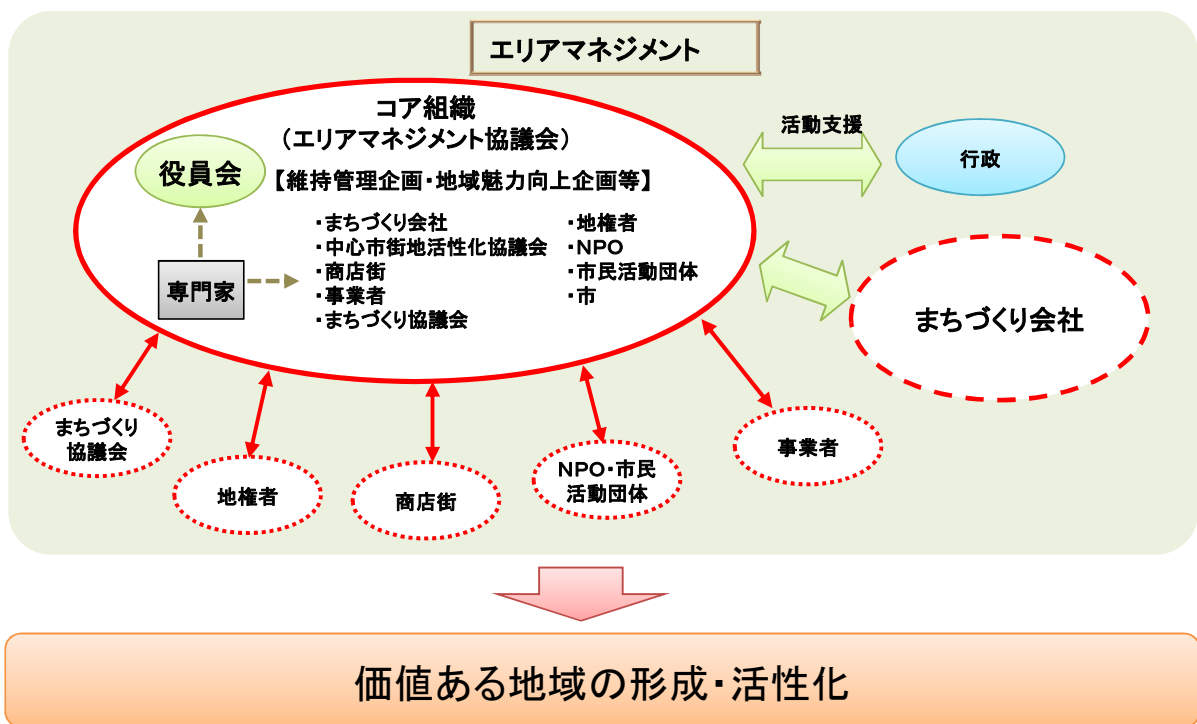 エリアマネジメント
コア組織
（エリアマネジメント協議会）
役員会
【維持管理企画・地域魅力向上企画等】
・まちづくり会社
・中心市街地活性化協議会
・商店街
・事業者
・まちづくり協議会
・地権者
・NPO
・市民活動団体
・市
専門家
活動支援
行政
まちづくり会社
まちづくり
協議会
地権者
商店街
NPO・市民
活動団体
事業者
価値ある地域の形成・活性化